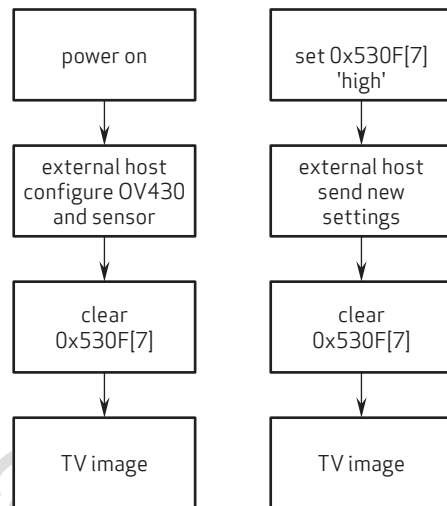 power on
external host
configure OV430
and sensor
clear
0x530F[7]
TV image
set 0x530F[7]
'high'
external host
send new
settings
clear
0x530F[7]
TV image